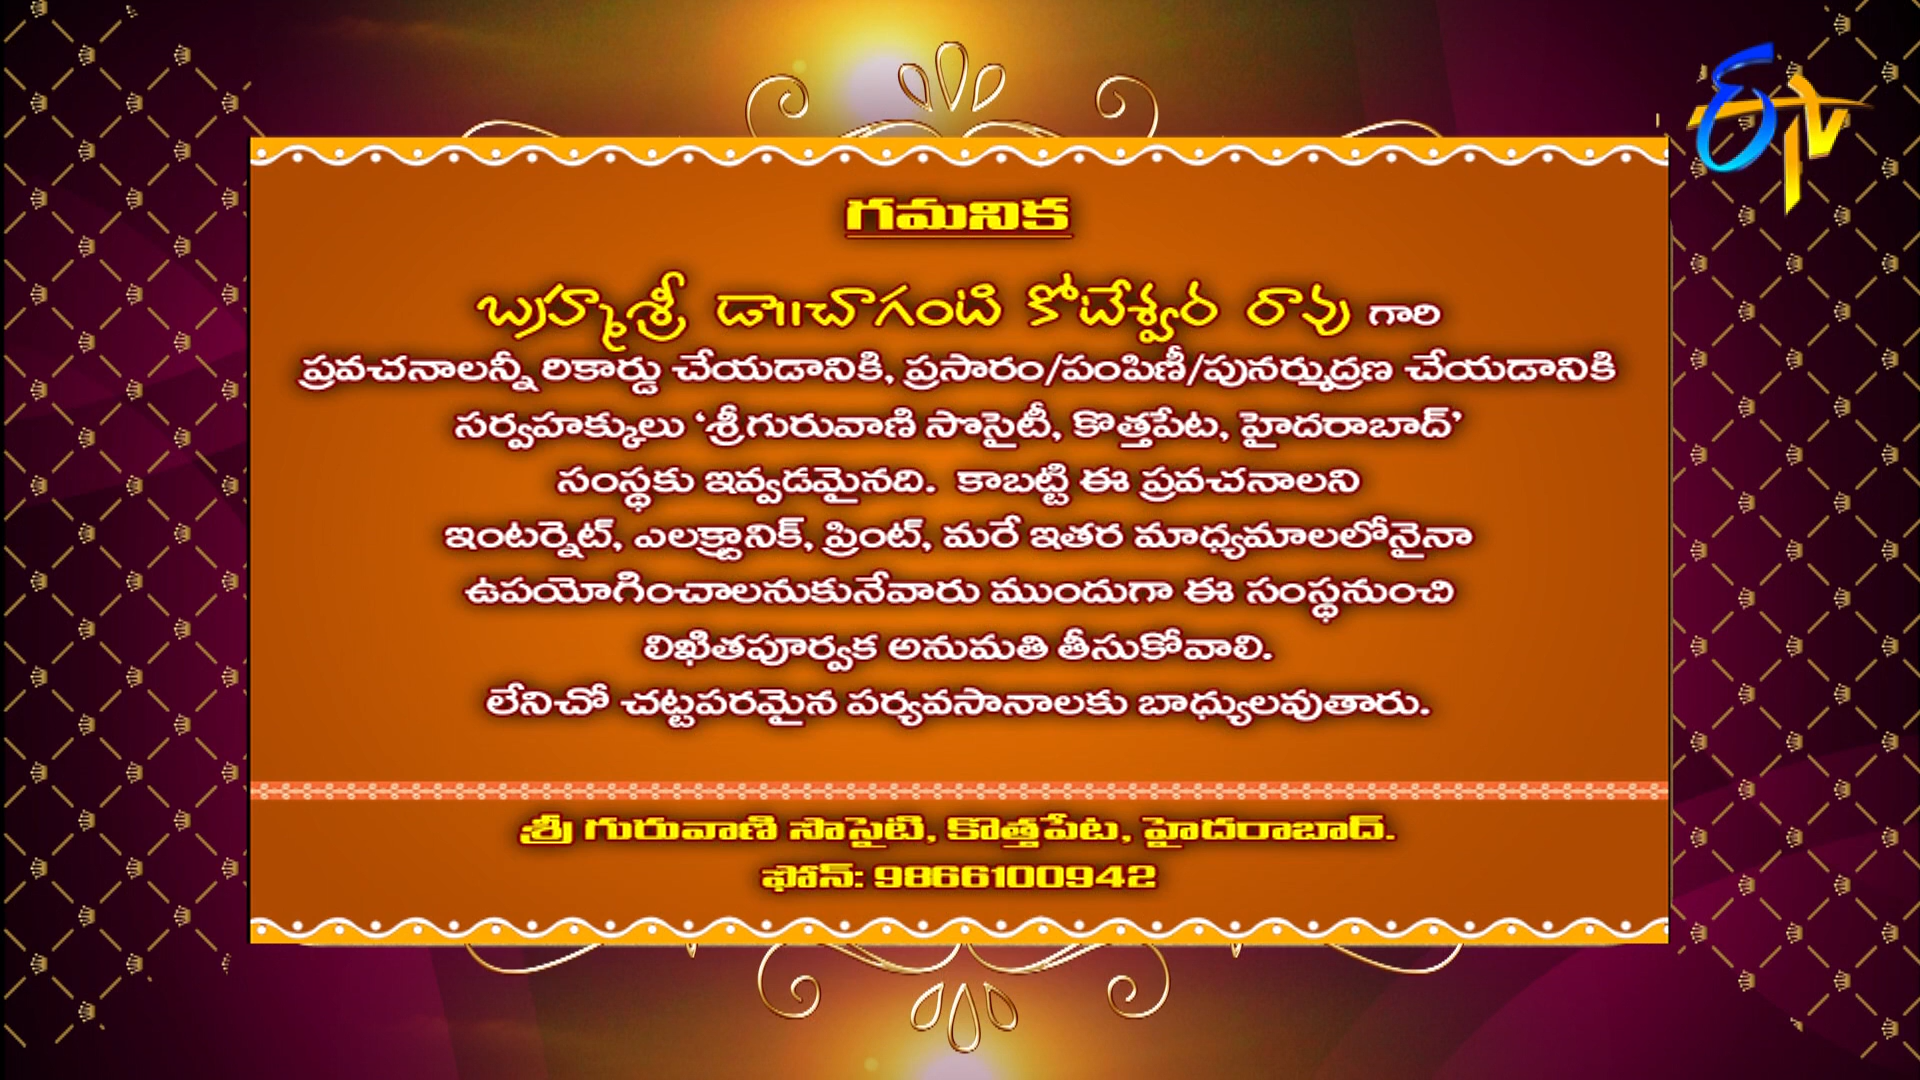 ఈTV
గమనిక
బ్రహ్మశ్రీ డా॥చాగంటి కోటేశ్వర రావు గారి
ప్రవచనాలన్నీ రికార్డు చేయడానికి, ప్రసారం/పంపిణీ/పునర్ముద్రణ చేయడానికి
సర్వహక్కులు ‘శ్రీగురువాణి సొసైటీ, కొత్తపేట, హైదరాబాద్’
సంస్థకు ఇవ్వడమైనది. కాబట్టి ఈ ప్రవచనాలని
ఇంటర్నెట్, ఎలక్ట్రానిక్, ప్రింట్, మరే ఇతర మాధ్యమాలలోనైనా
ఉపయోగించాలనుకునేవారు ముందుగా ఈ సంస్థనుంచి
లిఖితపూర్వక అనుమతి తీసుకోవాలి.
లేనిచో చట్టపరమైన పర్యవసానాలకు బాధ్యులవుతారు.
శ్రీ గురువాణి సొసైటి, కొత్తపేట, హైదరాబాద్.
ఫోన్: 9866100942